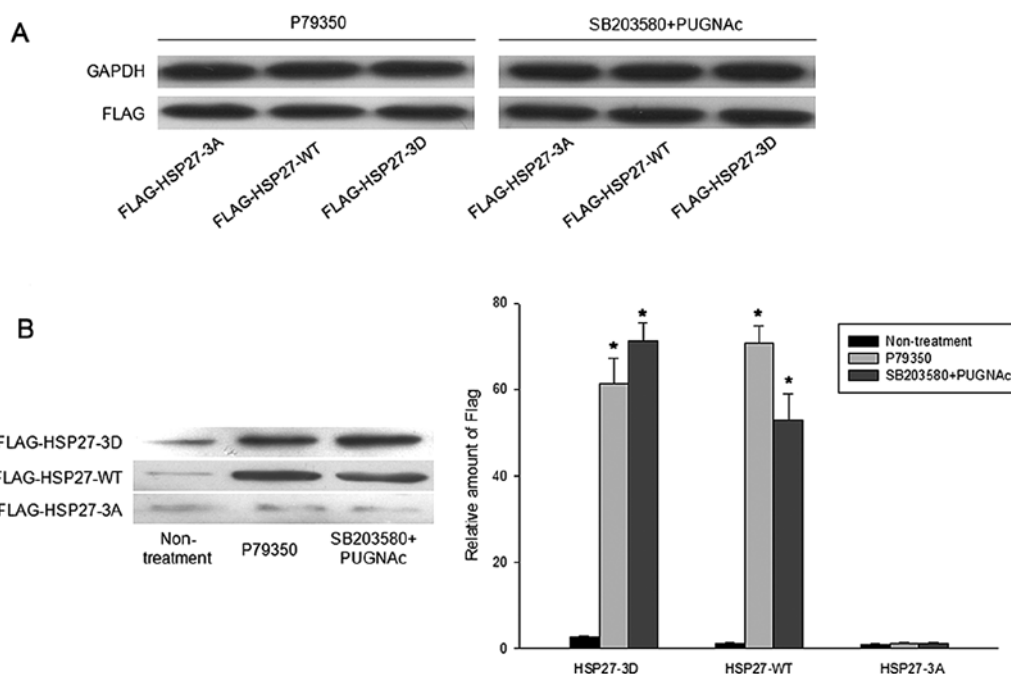 A
P79350
SB203580+PUGNAc
GAPDH
FLAG
FLAG-HSP27-3A
FLAG-HSP27-WT
FLAG-HSP27-3D
FLAG-HSP27-3A
FLAG-HSP27-WT
FLAG-HSP27-3D
B
FLAG-HSP27-3D
FLAG-HSP27-WT
FLAG-HSP27-3A
Non-
treatment
P79350
SB203580+
PUGNAc
Relative amount of Flag
80
60
40
20
0
*
*
*
*
HSP27-3D
HSP27-WT
HSP27-3A
Non-treatment
P79350
SB203580+PUGNAc